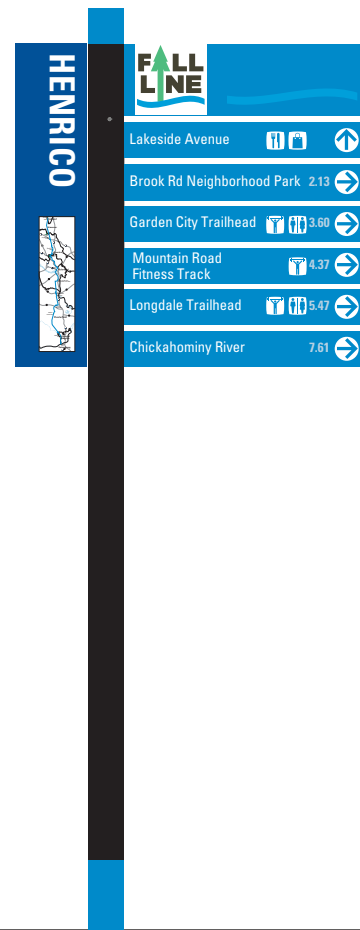 HENRICO
FALL
LINE
Lakeside Avenue
Brook Rd Neighborhood Park 2.13
Garden City Trailhead 3.60
Mountain Road
Fitness Track 4.37
Longdale Trailhead 5.47
Chickahominy River 7.61